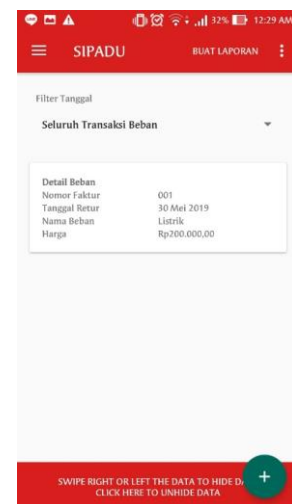 32% 12:29 AM
SIPADU BUAT LAPORAN
Filter Tanggal
Seluruh Transaksi Beban
Detail Beban
Nomor Faktur 001
Tanggal Retur 30 Mei 2019
Nama Beban Listrik
Harga Rp200.000,00
+
SWIPE RIGHT OR LEFT THE DATA TO HIDE
CLICK HERE TO UNHIDE DATA